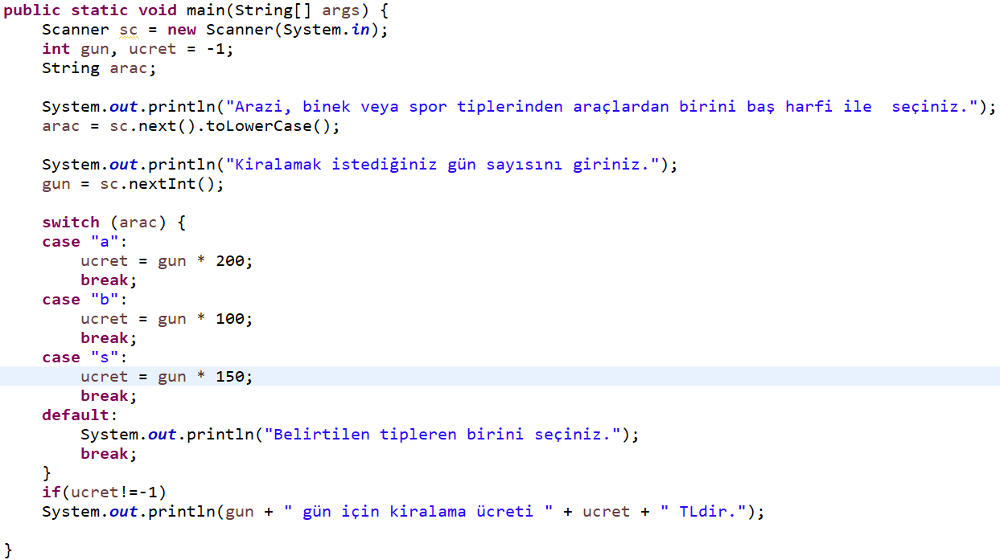 public static void main(String[] args) {
    Scanner sc = new Scanner(System.in);
    int gun, ucret = -1;
    String arac;
    System.out.println("Arazi, binek veya spor tiplerinden araçlardan birini baş harfi ile  seçiniz.");
    arac = sc.next().toLowerCase();
    System.out.println("Kiralamak istediğiniz gün sayısını giriniz.");
    gun = sc.nextInt();
    switch (arac) {
    case "a":
        ucret = gun * 200;
        break;
    case "b":
        ucret = gun * 100;
        break;
    case "s":
        ucret = gun * 150;
        break;
    default:
        System.out.println("Belirtilen tipleren birini seçiniz.");
        break;
    }
    if(ucret!=-1)
    System.out.println(gun + " gün için kiralama ücreti " + ucret + " TLdir.");
}